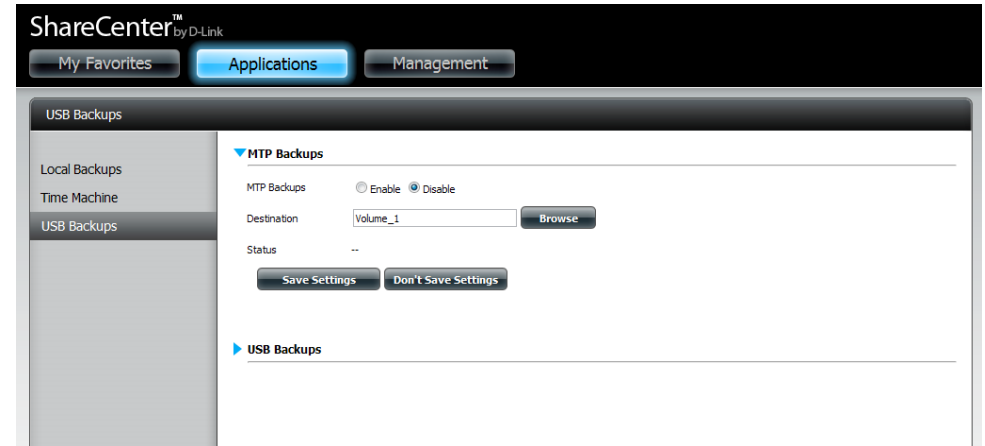 ShareCenter™ by D-Link
My Favorites Applications Management
USB Backups
Local Backups
Time Machine
USB Backups
MTP Backups
MTP Backups Enable Disable
Destination Volume_1 Browse
Status --
Save Settings Don't Save Settings
USB Backups